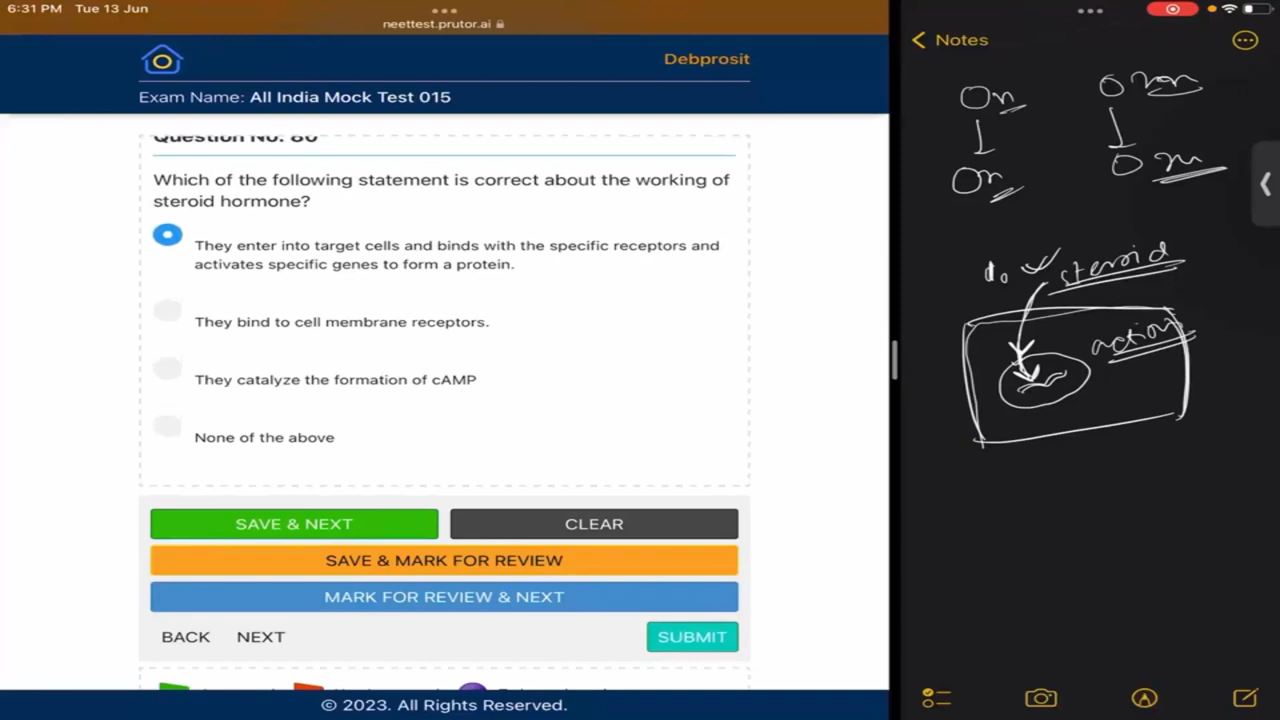 6:31 PM Tue 13 Jun
neettest.prutor.ai
Debprosit
Exam Name: All India Mock Test 015
Question No: 80
Which of the following statement is correct about the working of
steroid hormone?
They enter into target cells and binds with the specific receptors and
activates specific genes to form a protein.
They bind to cell membrane receptors.
They catalyze the formation of cAMP
None of the above
SAVE & NEXT
CLEAR
SAVE & MARK FOR REVIEW
MARK FOR REVIEW & NEXT
BACK
NEXT
SUBMIT
© 2023. All Rights Reserved.
Notes
steroid
action